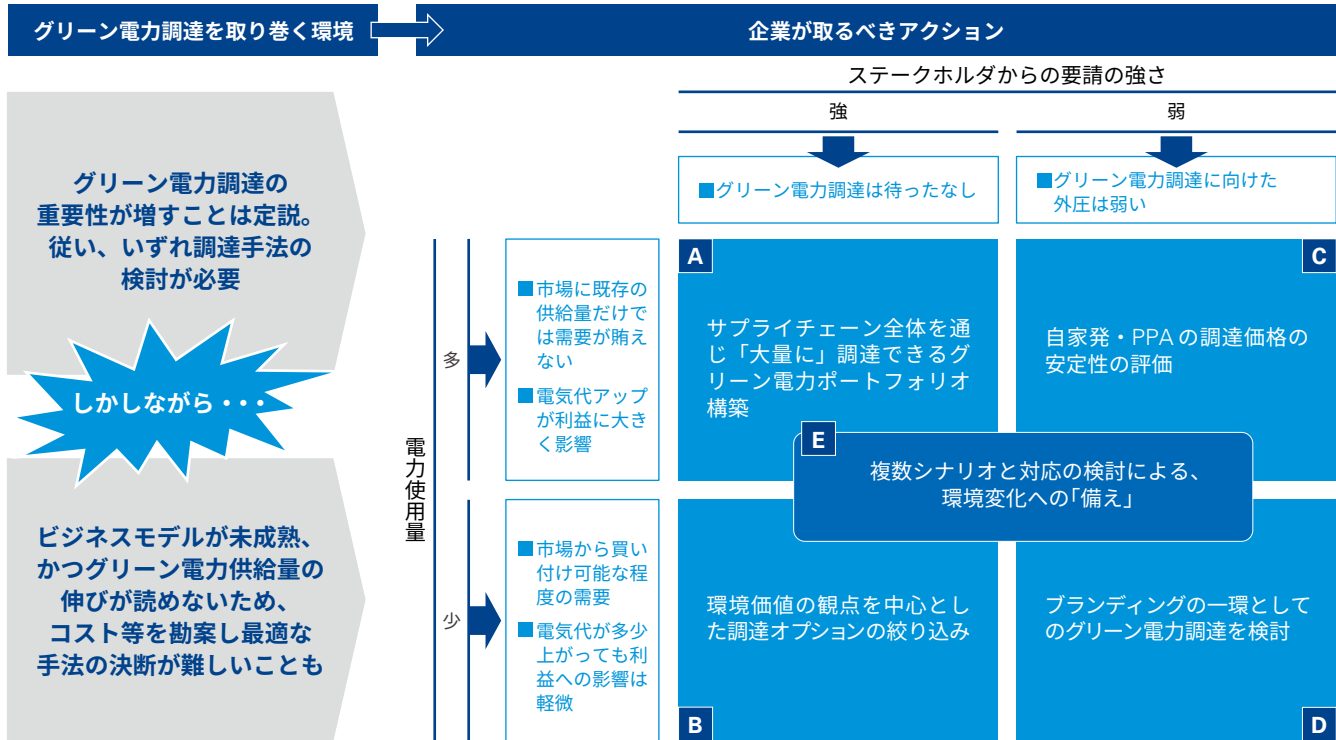 グリーン電力調達を取り巻く環境
企業が取るべきアクション
グリーン電力調達の
重要性が増すことは定説。
従い、いずれ調達手法の
検討が必要
しかしながら・・・
ビジネスモデルが未成熟、
かつグリーン電力供給量の
伸びが読めないため、
コスト等を勘案し最適な
手法の決断が難しいことも
ステークホルダからの要請の強さ
強
弱
■グリーン電力調達は待ったなし
■グリーン電力調達に向けた
外圧は弱い
電力使用量
多
■市場に既存の
供給量だけで
は需要が賄え
ない
■電気代アップ
が利益に大き
く影響
A
サプライチェーン全体を通
じ「大量に」調達できるグ
リーン電力ポートフォリオ
構築
C
自家発・PPA の調達価格の
安定性の評価
E
複数シナリオと対応の検討による、
環境変化への「備え」
少
■市場から買い
付け可能な程
度の需要
■電気代が多少
上がっても利
益への影響は
軽微
環境価値の観点を中心とし
た調達オプションの絞り込み
B
ブランディングの一環として
のグリーン電力調達を検討
D